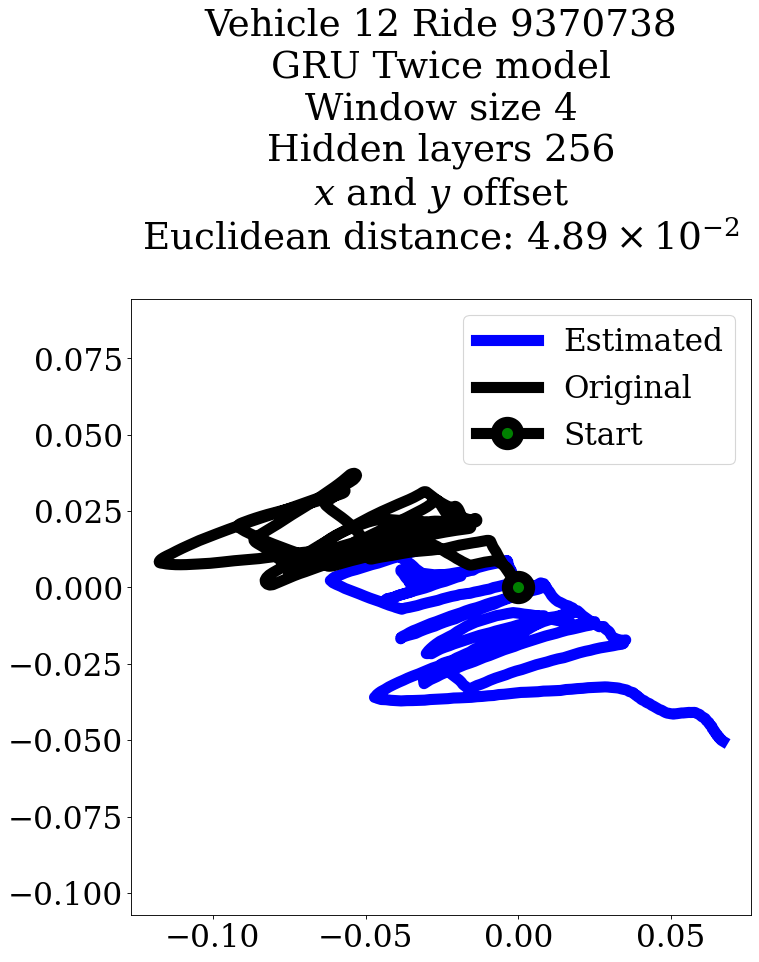 Vehicle 12 Ride 9370738
GRU Twice model
Window size 4
Hidden layers 256
x and y offset
Euclidean distance: 4.89 × 10⁻²
Estimated
Original
Start
0.075
0.050
0.025
0.000
−0.025
−0.050
−0.075
−0.100
−0.10 −0.05 0.00 0.05